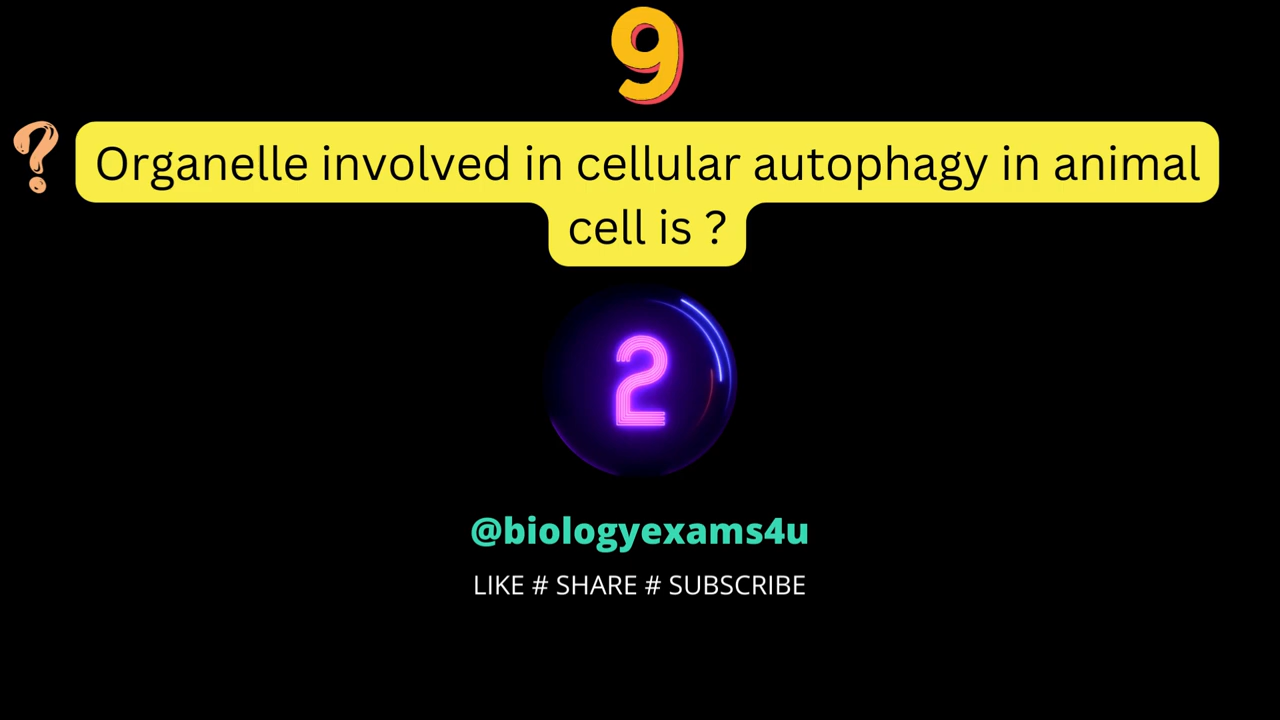 9
? Organelle involved in cellular autophagy in animal
cell is ?
2
@biologyexams4u
LIKE # SHARE # SUBSCRIBE